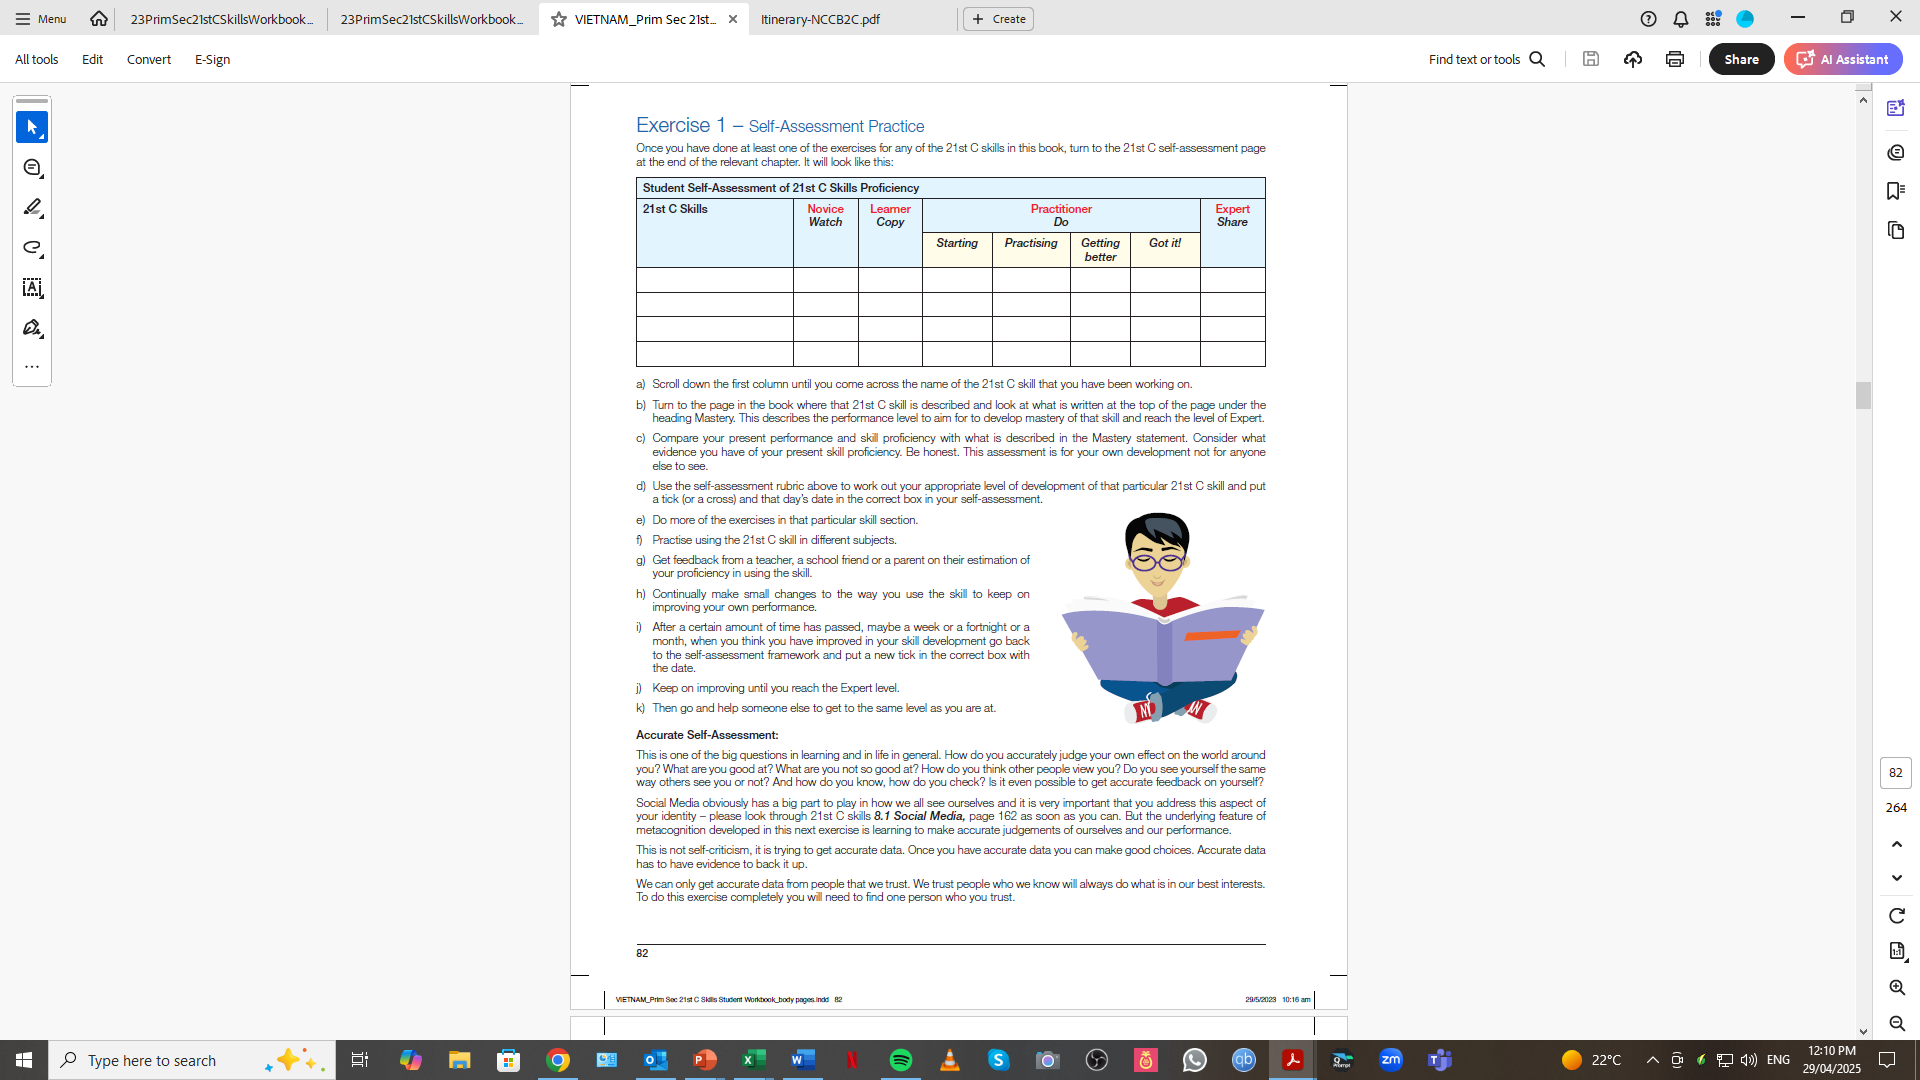 Menu
23PrimSec21stCSkillsWorkbook...
23PrimSec21stCSkillsWorkbook...
VIETNAM_Prim Sec 21st...
Itinerary-NCCB2C.pdf
Create
All tools
Edit
Convert
E-Sign
Find text or tools
Share
AI Assistant
Exercise 1 – Self-Assessment Practice
Once you have done at least one of the exercises for any of the 21st C skills in this book, turn to the 21st C self-assessment page
at the end of the relevant chapter. It will look like this:
Student Self-Assessment of 21st C Skills Proficiency
21st C Skills
Novice
Watch
Learner
Copy
Practitioner
Do
Expert
Share
Starting
Practising
Getting
better
Got it!
a) Scroll down the first column until you come across the name of the 21st C skill that you have been working on.
b) Turn to the page in the book where that 21st C skill is described and look at what is written at the top of the page under the
heading Mastery. This describes the performance level to aim for to develop mastery of that skill and reach the level of Expert.
c) Compare your present performance and skill proficiency with what is described in the Mastery statement. Consider what
evidence you have of your present skill proficiency. Be honest. This assessment is for your own development not for anyone
else to see.
d) Use the self-assessment rubric above to work out your appropriate level of development of that particular 21st C skill and put
a tick (or a cross) and that day's date in the correct box in your self-assessment.
e) Do more of the exercises in that particular skill section.
f) Practise using the 21st C skill in different subjects.
g) Get feedback from a teacher, a school friend or a parent on their estimation of
your proficiency in using the skill.
h) Continually make small changes to the way you use the skill to keep on
improving your own performance.
i) After a certain amount of time has passed, maybe a week or a fortnight or a
month, when you think you have improved in your skill development go back
to the self-assessment framework and put a new tick in the correct box with
the date.
j) Keep on improving until you reach the Expert level.
k) Then go and help someone else to get to the same level as you are at.
Accurate Self-Assessment:
This is one of the big questions in learning and in life in general. How do you accurately judge your own effect on the world around
you? What are you good at? What are you not so good at? How do you think other people view you? Do you see yourself the same
way others see you or not? And how do you know, how do you check? Is it even possible to get accurate feedback on yourself?
Social Media obviously has a big part to play in how we all see ourselves and it is very important that you address this aspect of
your identity – please look through 21st C skills 8.1 Social Media, page 162 as soon as you can. But the underlying feature of
metacognition developed in this next exercise is learning to make accurate judgements of ourselves and our performance.
This is not self-criticism, it is trying to get accurate data. Once you have accurate data you can make good choices. Accurate data
has to have evidence to back it up.
We can only get accurate data from people that we trust. We trust people who we know will always do what is in our best interests.
To do this exercise completely you will need to find one person who you trust.
82
VIETNAM_Prim Sec 21st C Skills Student Workbook_body pages.indd 82
29/5/2023 10:16 am
82
264
Type here to search
22°C
ENG
12:10 PM
29/04/2025